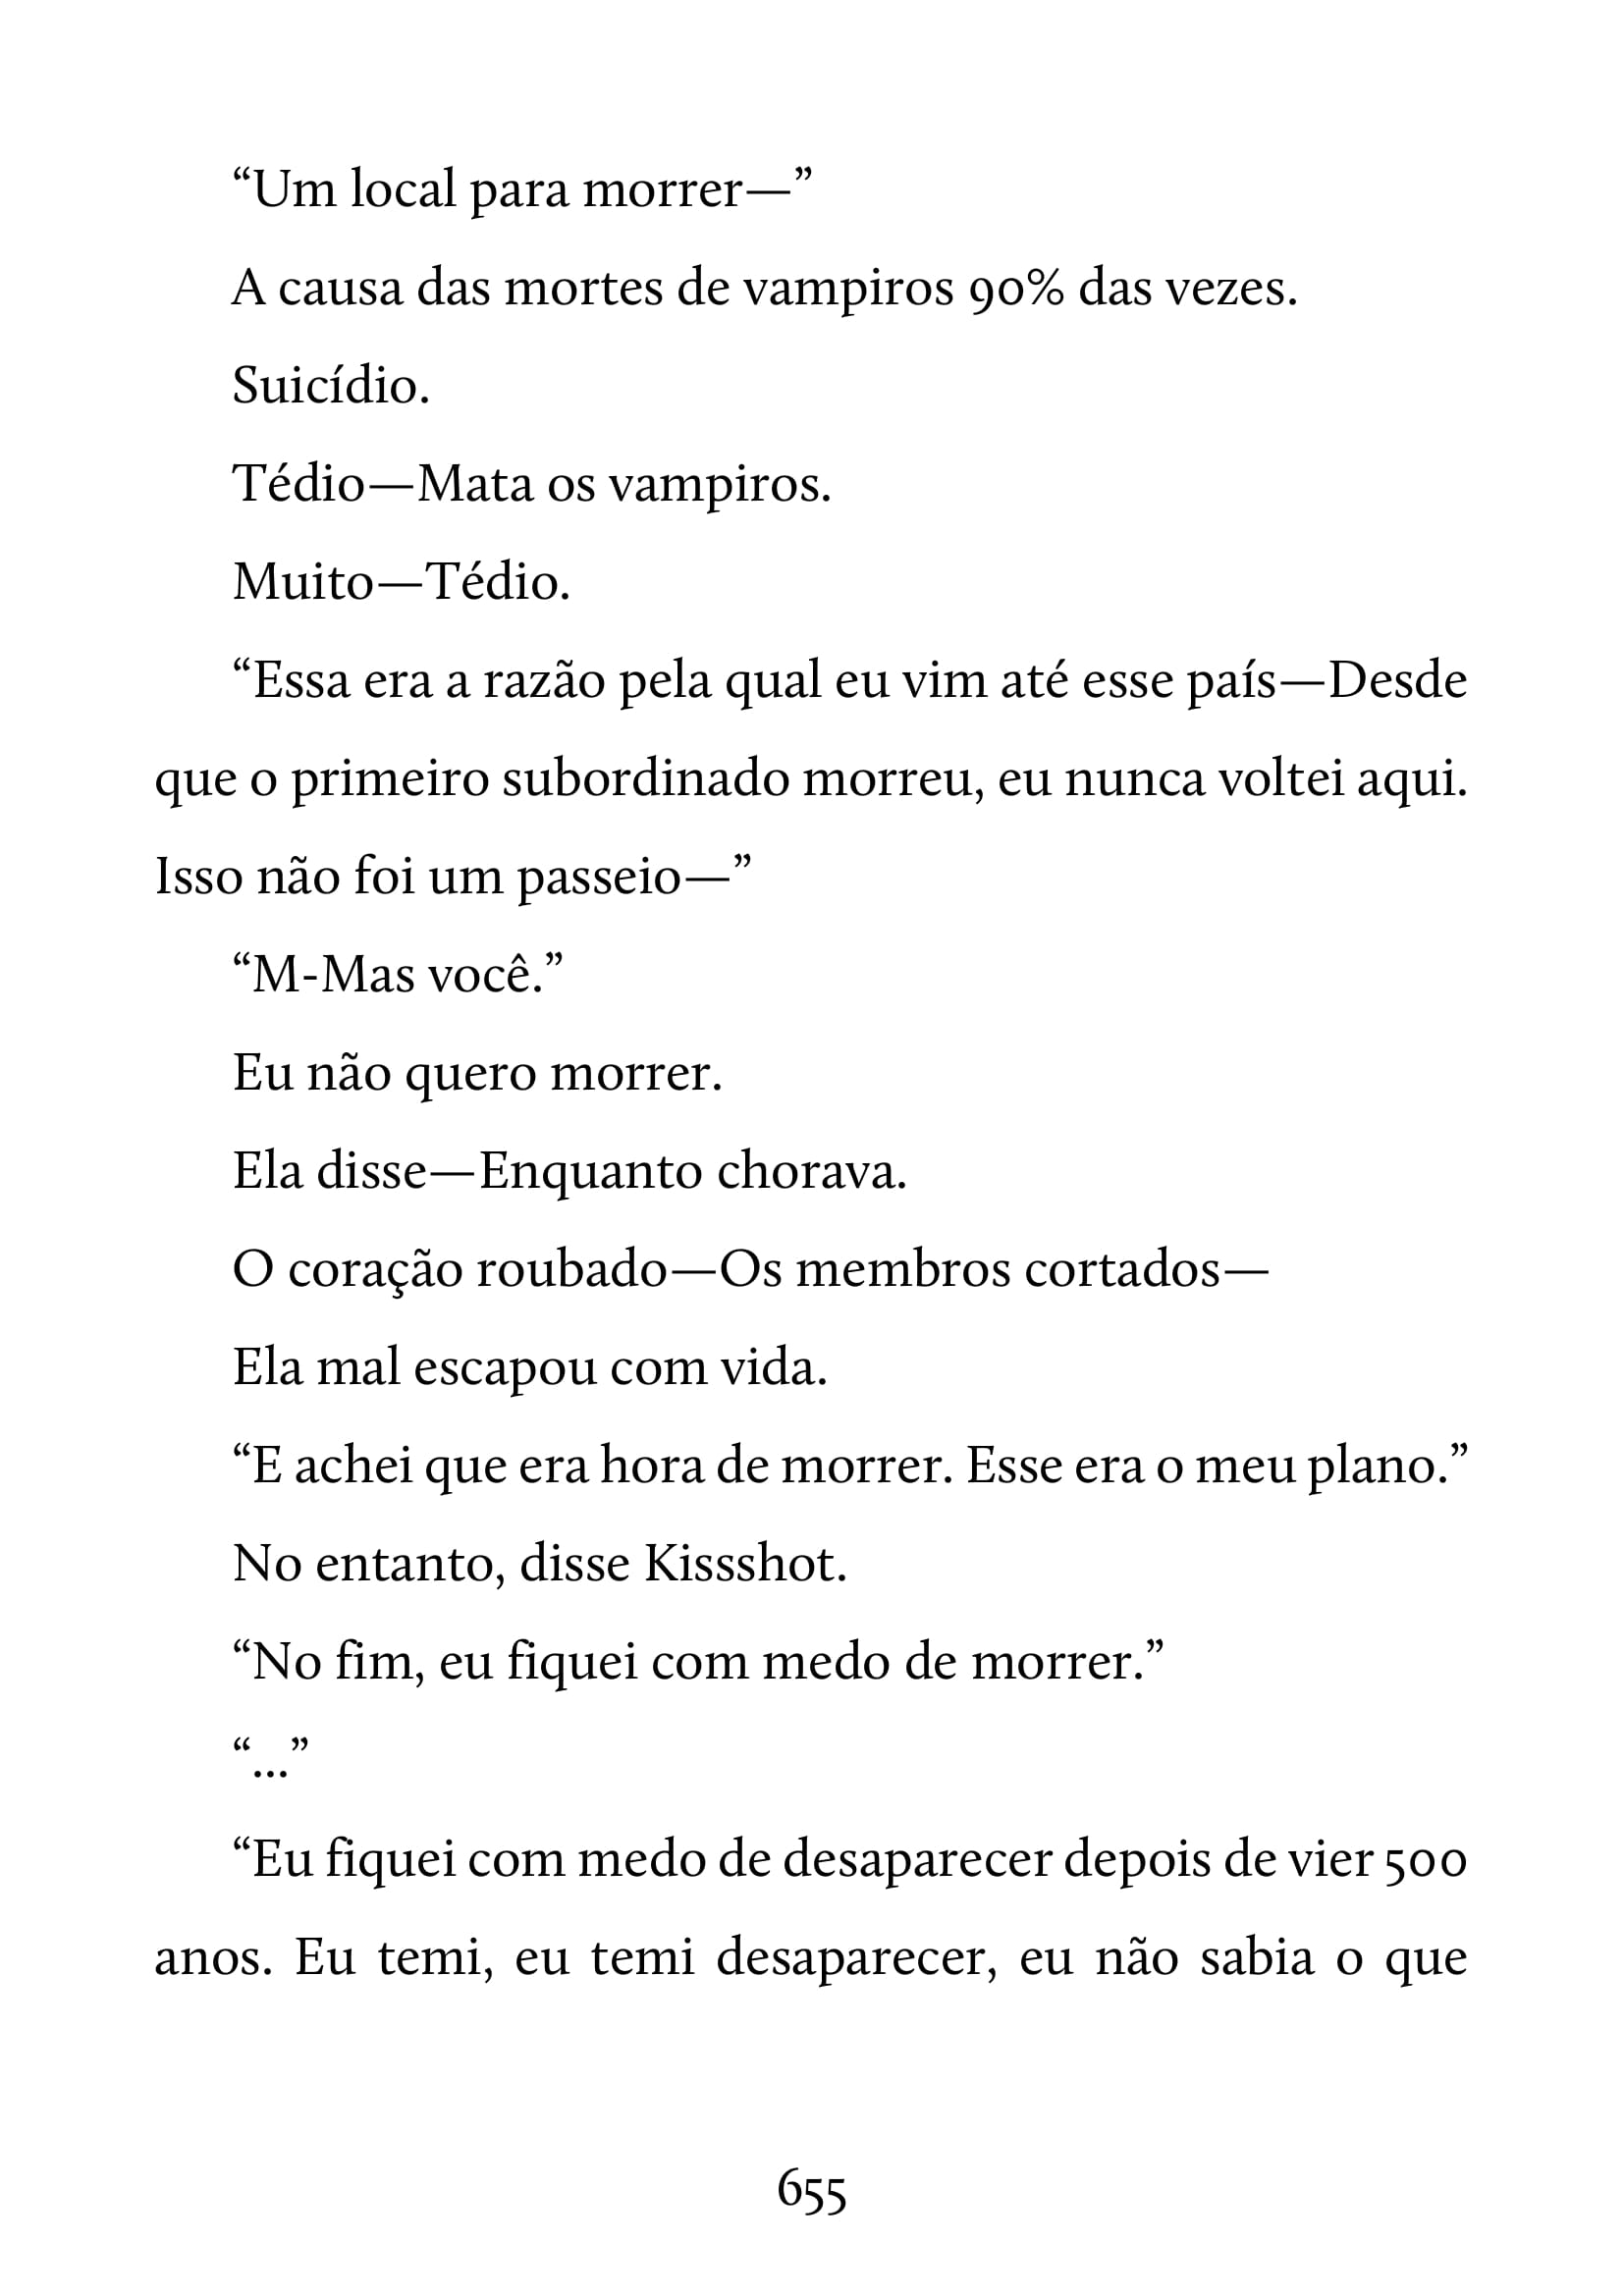 “Um local para morrer—”
A causa das mortes de vampiros 90% das vezes.
Suicídio.
Tédio—Mata os vampiros.
Muito—Tédio.
“Essa era a razão pela qual eu vim até esse país—Desde
que o primeiro subordinado morreu, eu nunca voltei aqui.
Isso não foi um passeio—”
“M-Mas você.”
Eu não quero morrer.
Ela disse—Enquanto chorava.
O coração roubado—Os membros cortados—
Ela mal escapou com vida.
“E achei que era hora de morrer. Esse era o meu plano.”
No entanto, disse Kissshot.
“No fim, eu fiquei com medo de morrer.”
“...”
“Eu fiquei com medo de desaparecer depois de vier 500
anos. Eu temi, eu temi desaparecer, eu não sabia o que
655